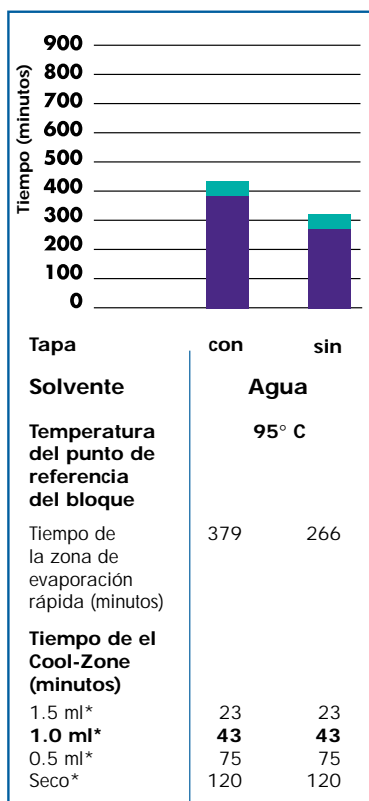 Tiempo (minutos)
900
800
700
600
500
400
300
200
100
0
Tapa con sin
Solvente Agua
Temperatura 95° C
del punto de
referencia
del bloque
Tiempo de 379 266
la zona de
evaporación
rápida (minutos)
Tiempo de el
Cool-Zone
(minutos)
1.5 ml* 23 23
1.0 ml* 43 43
0.5 ml* 75 75
Seco* 120 120